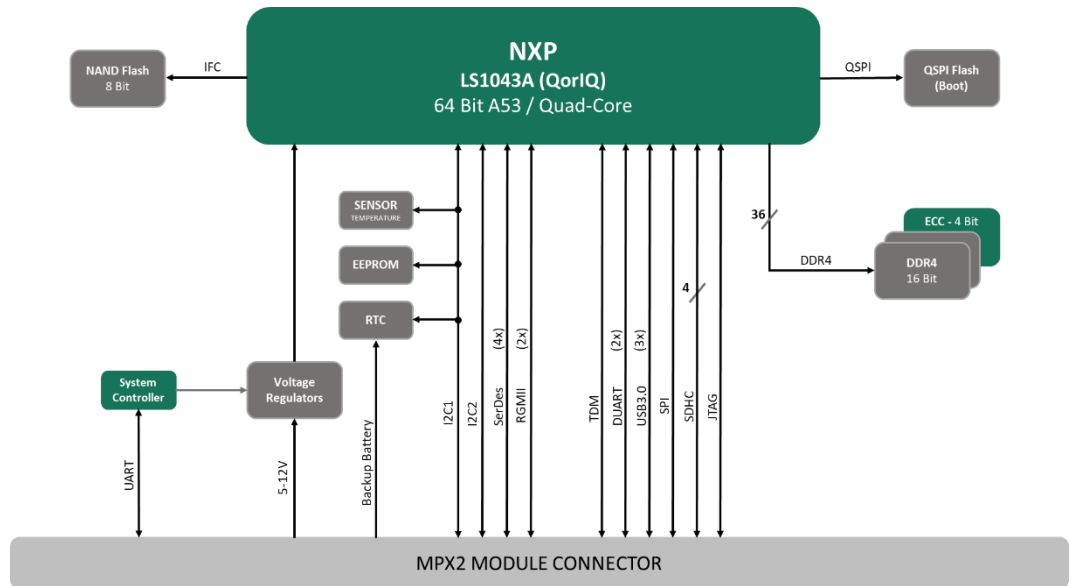 NXP
LS1043A (QorIQ)
64 Bit A53 / Quad-Core
NAND Flash
8 Bit
IFC
QSPI
QSPI Flash
(Boot)
SENSOR
TEMPERATURE
EEPROM
RTC
36
ECC - 4 Bit
DDR4
DDR4
16 Bit
4
System
Controller
Voltage
Regulators
UART
5-12V
Backup Battery
I2C1
I2C2
SerDes (4x)
RGMII (2x)
TDM
DUART (2x)
USB3.0 (3x)
SPI
SDHC
JTAG
MPX2 MODULE CONNECTOR